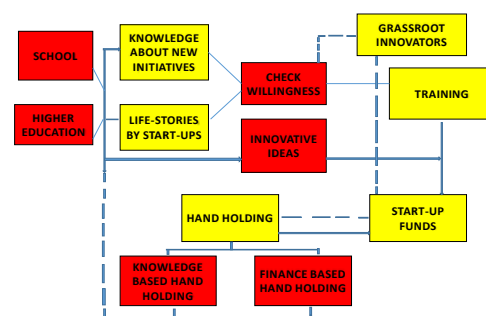 GRASSROOT
INNOVATORS
KNOWLEDGE
ABOUT NEW
INITIATIVES
SCHOOL
CHECK
WILLINGNESS
TRAINING
HIGHER
EDUCATION
LIFE-STORIES
BY START-UPS
INNOVATIVE
IDEAS
HAND HOLDING
START-UP
FUNDS
KNOWLEDGE
BASED HAND
HOLDING
FINANCE BASED
HAND HOLDING